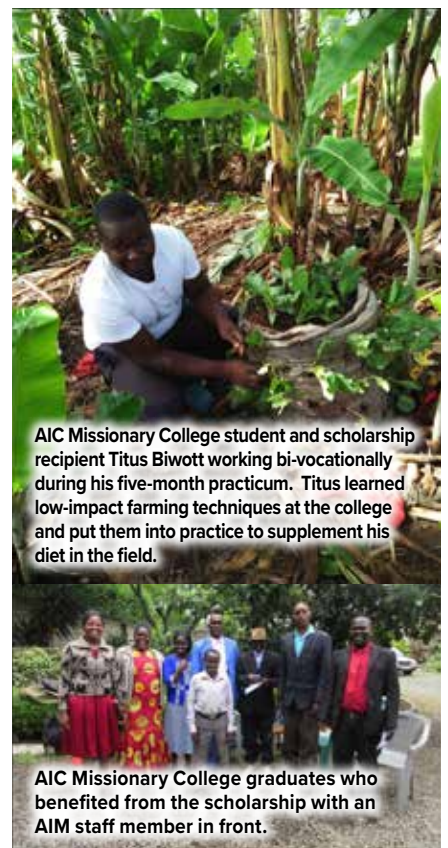 AIC Missionary College student and scholarship
recipient Titus Biwott working bi-vocationally
during his five-month practicum.  Titus learned
low-impact farming techniques at the college
and put them into practice to supplement his
diet in the field.
AIC Missionary College graduates who
benefited from the scholarship with an
AIM staff member in front.